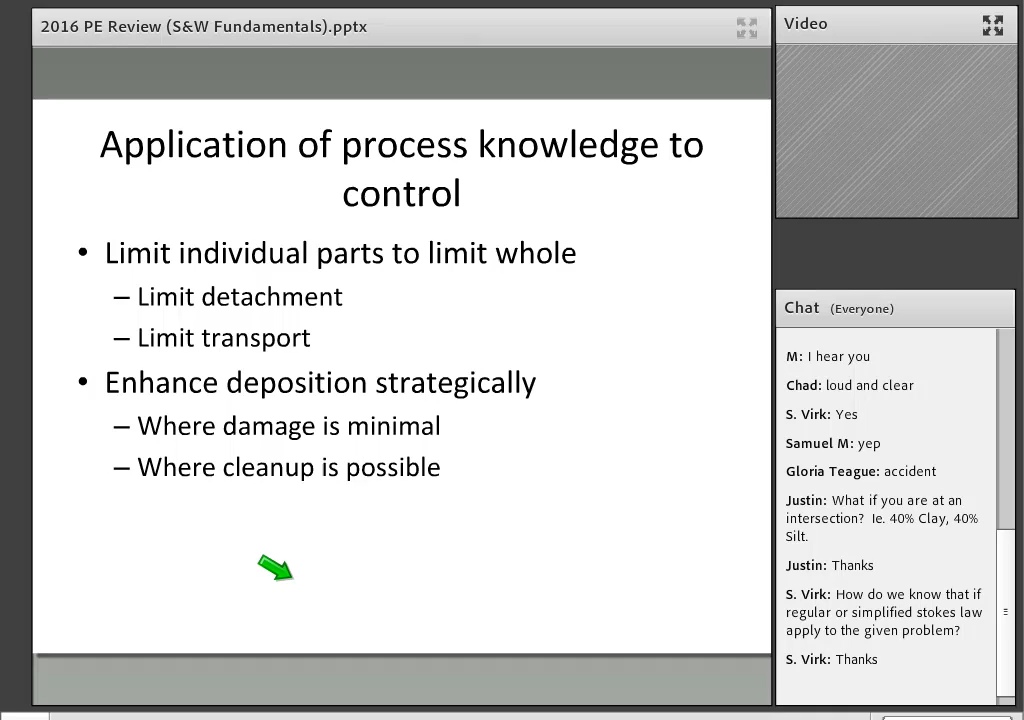 2016 PE Review (S&W Fundamentals).pptx
Application of process knowledge to
control
• Limit individual parts to limit whole
– Limit detachment
– Limit transport
• Enhance deposition strategically
– Where damage is minimal
– Where cleanup is possible
Video
Chat (Everyone)
M: I hear you
Chad: loud and clear
S. Virk: Yes
Samuel M: yep
Gloria Teague: accident
Justin: What if you are at an
intersection? Ie. 40% Clay, 40%
Silt.
Justin: Thanks
S. Virk: How do we know that if
regular or simplified stokes law
apply to the given problem?
S. Virk: Thanks